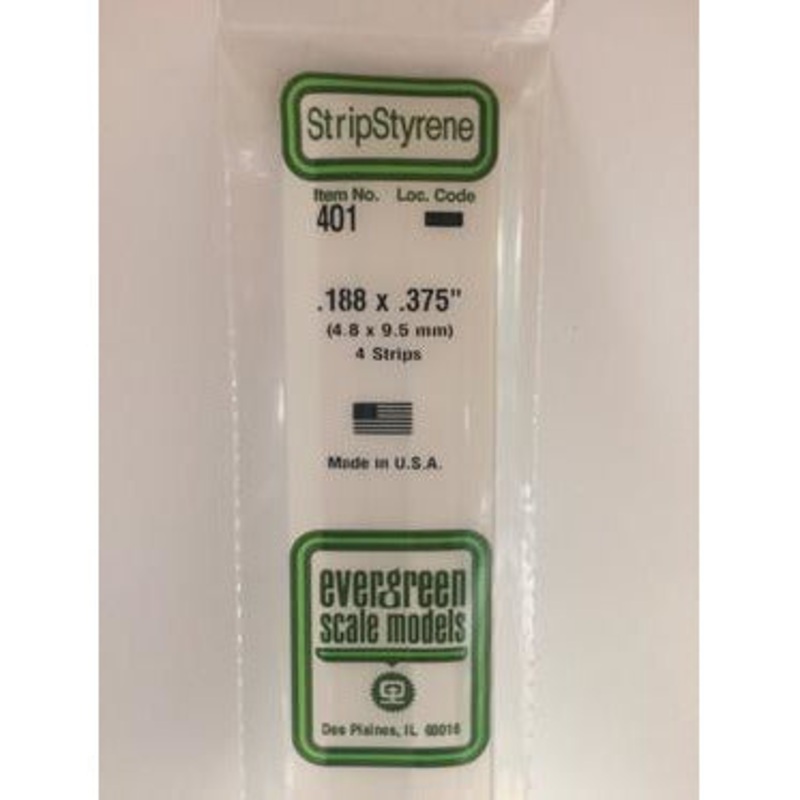 StripStyrene
Item No. Loc. Code
401
.188 x .375"
(4.8 x 9.5 mm)
4 Strips
Made in U.S.A.
evergreen
scale models
Des Plaines, IL 60016